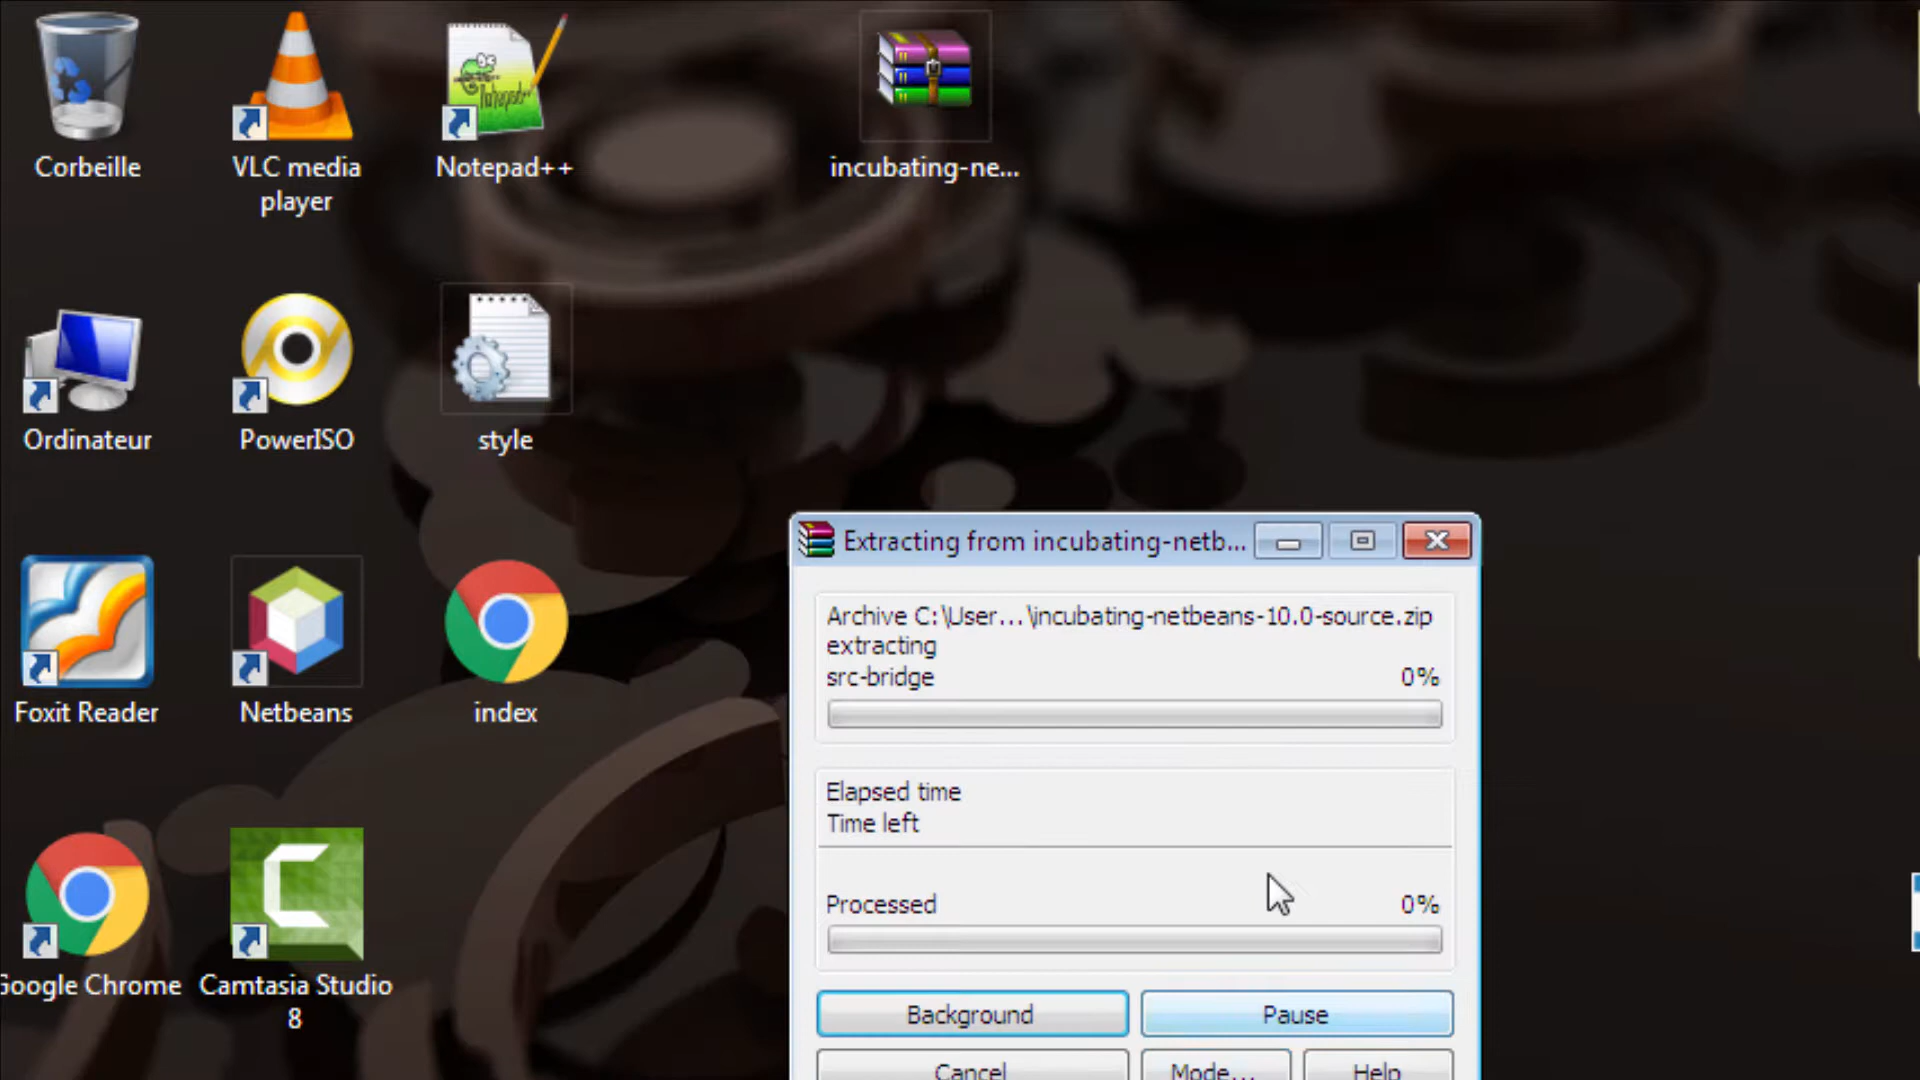 Corbeille
VLC media
player
Notepad++
incubating-ne...
Ordinateur
PowerISO
style
Foxit Reader
Netbeans
index
Google Chrome
Camtasia Studio
8
Extracting from incubating-netb...
Archive C:\User...\incubating-netbeans-10.0-source.zip
extracting
src-bridge 0%
Elapsed time
Time left
Processed 0%
Background Pause
Cancel Mode... Help